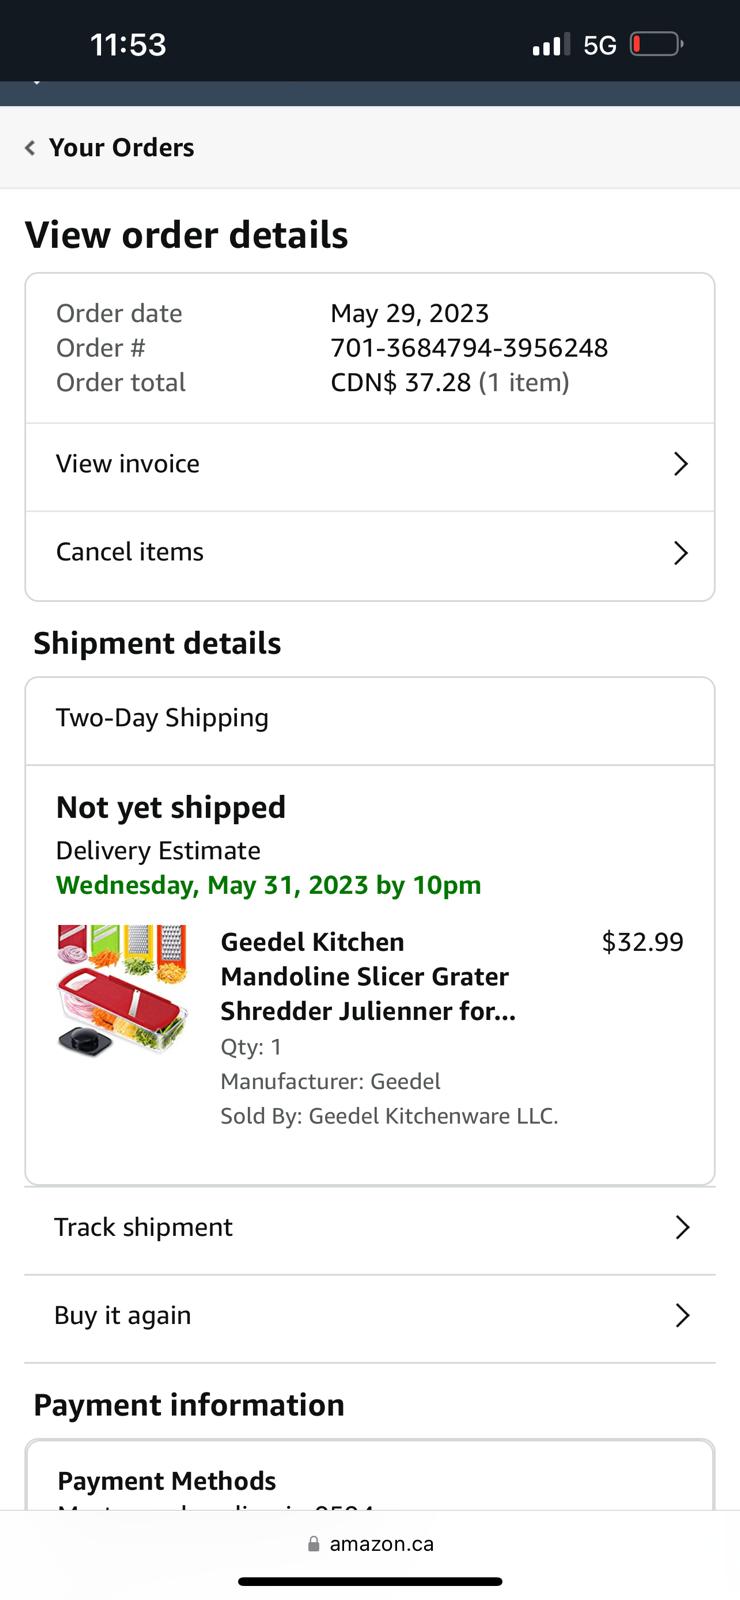 11:53
5G
Your Orders
View order details
Order date May 29, 2023
Order # 701-3684794-3956248
Order total CDN$ 37.28 (1 item)
View invoice
Cancel items
Shipment details
Two-Day Shipping
Not yet shipped
Delivery Estimate
Wednesday, May 31, 2023 by 10pm
Geedel Kitchen $32.99
Mandoline Slicer Grater
Shredder Julienner for...
Qty: 1
Manufacturer: Geedel
Sold By: Geedel Kitchenware LLC.
Track shipment
Buy it again
Payment information
Payment Methods
amazon.ca